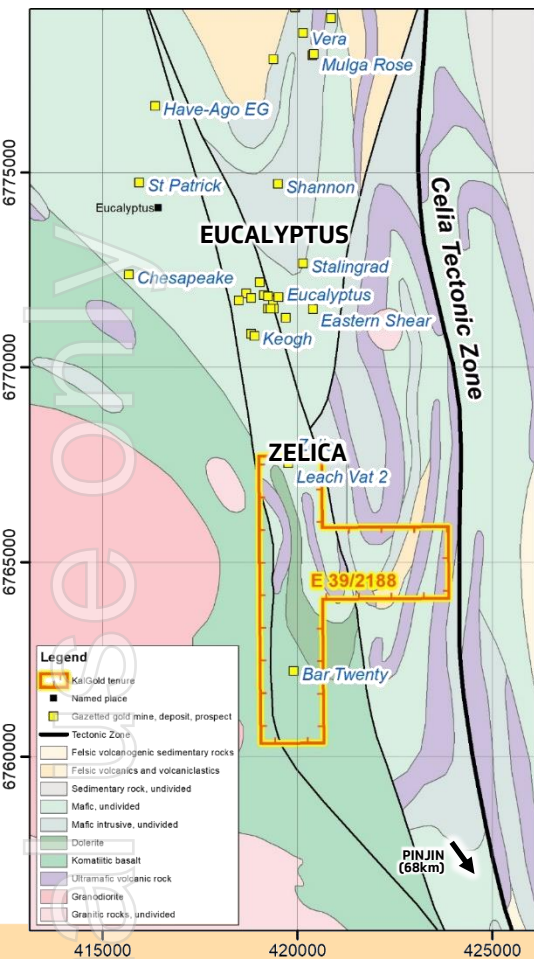 Vera
Mulga Rose
Have-Ago EG
6775000
St Patrick
Shannon
Eucalyptus
EUCALYPTUS
Celia Tectonic Zone
Stalingrad
Chesapeake
Eucalyptus
Eastern Shear
Keogh
6770000
ZELICA
Leach Vat 2
6765000
E 39/2188
Bar Twenty
6760000
Legend
KalGold tenure
Named place
Gazetted gold mine, deposit, prospect
Tectonic Zone
Felsic volcanogenic sedimentary rocks
Felsic volcanics and volcaniclastics
Sedimentary rock, undivided
Mafic, undivided
Mafic intrusive, undivided
Dolerite
Komatiitic basalt
Ultramafic volcanic rock
Granodiorite
Granitic rocks, undivided
PINJIN
(68km)
415000
420000
425000
al use only